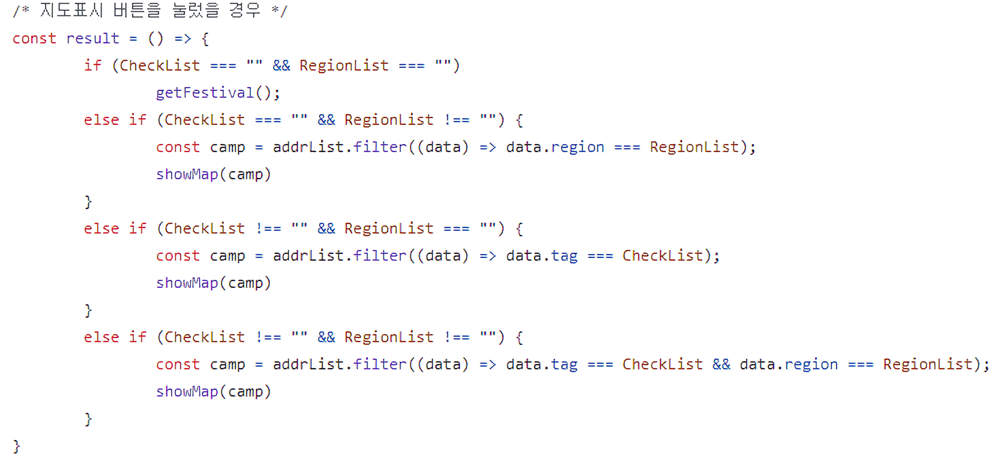 /* 지도표시 버튼을 눌렀을 경우 */
const result = () => {
if (CheckList === "" && RegionList === "")
getFestival();
else if (CheckList === "" && RegionList !== "") {
const camp = addrList.filter((data) => data.region === RegionList);
showMap(camp)
}
else if (CheckList !== "" && RegionList === "") {
const camp = addrList.filter((data) => data.tag === CheckList);
showMap(camp)
}
else if (CheckList !== "" && RegionList !== "") {
const camp = addrList.filter((data) => data.tag === CheckList && data.region === RegionList);
showMap(camp)
}
}